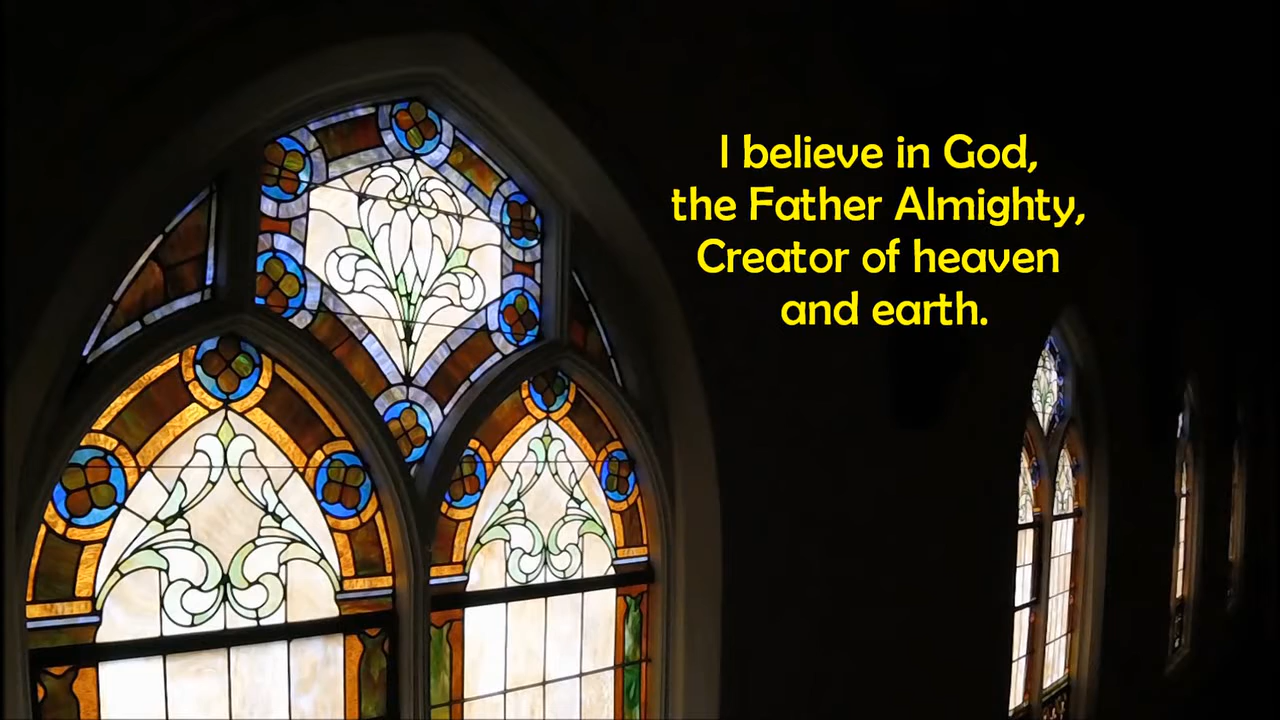 I believe in God,
the Father Almighty,
Creator of heaven
and earth.